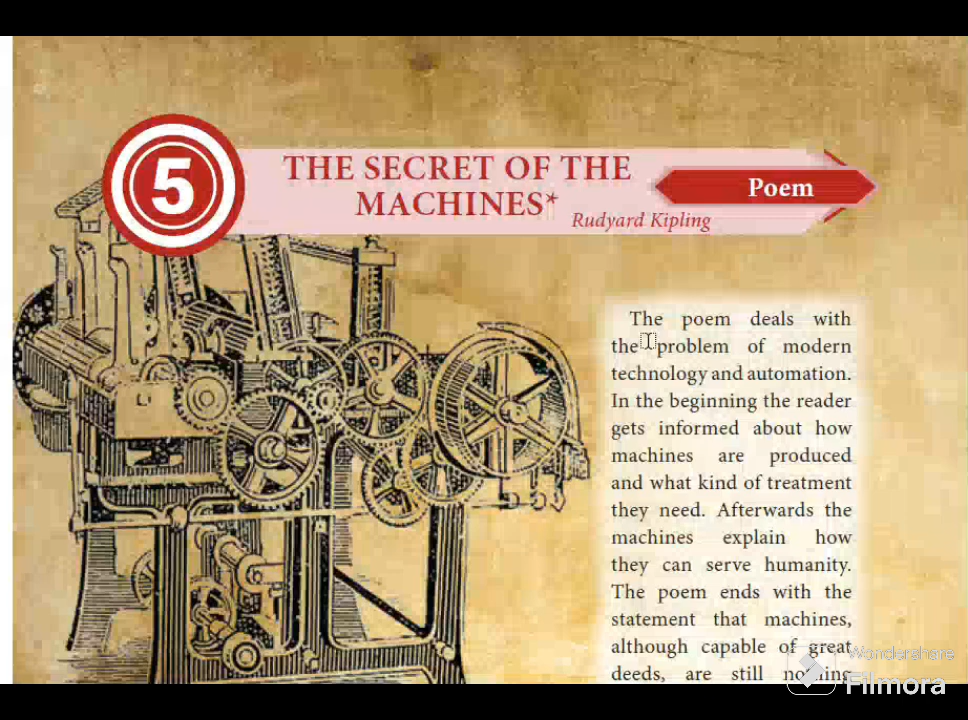 5
THE SECRET OF THE
MACHINES*
Rudyard Kipling
Poem
The poem deals with
the problem of modern
technology and automation.
In the beginning the reader
gets informed about how
machines are produced
and what kind of treatment
they need. Afterwards the
machines explain how
they can serve humanity.
The poem ends with the
statement that machines,
although capable of great
deeds, are still nothing
Wondershare
Filmora